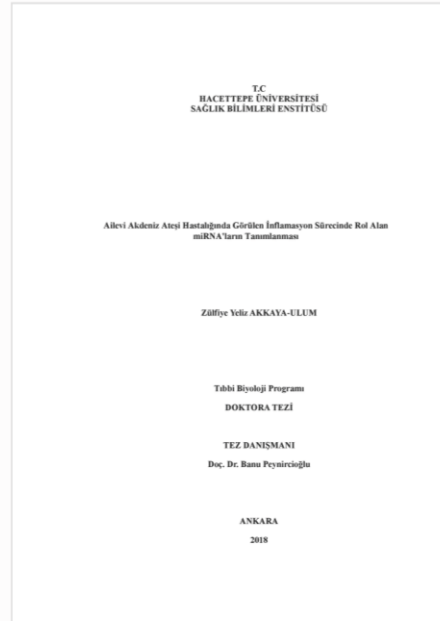 T.C
HACETTEPE ÜNİVERSİTESİ
SAĞLIK BİLİMLERİ ENSTİTÜSÜ
Ailevi Akdeniz Ateşi Hastalığında Görülen İnflamasyon Sürecinde Rol Alan
miRNA'ların Tanımlanması
Zülfiye Yeliz AKKAYA-ULUM
Tıbbi Biyoloji Programı
DOKTORA TEZİ
TEZ DANIŞMANI
Doç. Dr. Banu Peynircioğlu
ANKARA
2018